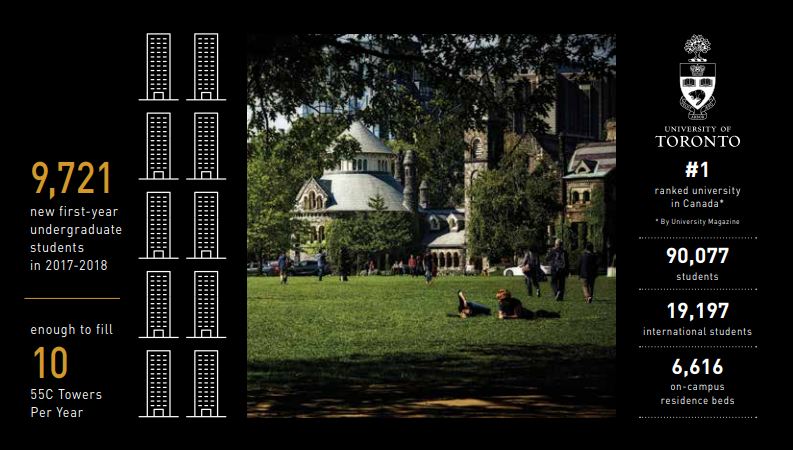 9,721
new first-year
undergraduate
students
in 2017-2018
enough to fill
10
55C Towers
Per Year
UNIVERSITY OF
TORONTO
#1
ranked university
in Canada*
* By University Magazine
90,077
students
19,197
international students
6,616
on-campus
residence beds